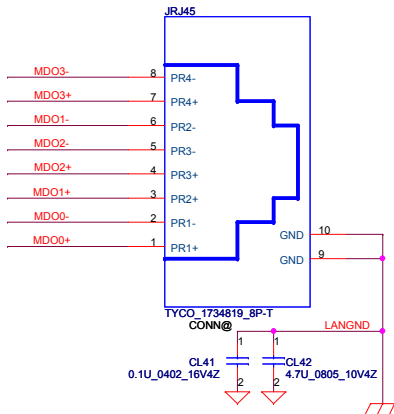 JRJ45
MDO3- 8 PR4-
MDO3+ 7 PR4+
MDO1- 6 PR2-
MDO2- 5 PR3-
MDO2+ 4 PR3+
MDO1+ 3 PR2+
MDO0- 2 PR1-
MDO0+ 1 PR1+
GND 10
GND 9
TYCO_1734819_8P-T
CONN@
LANGND
1 1
CL41 CL42
0.1U_0402_16V4Z 4.7U_0805_10V4Z
2 2